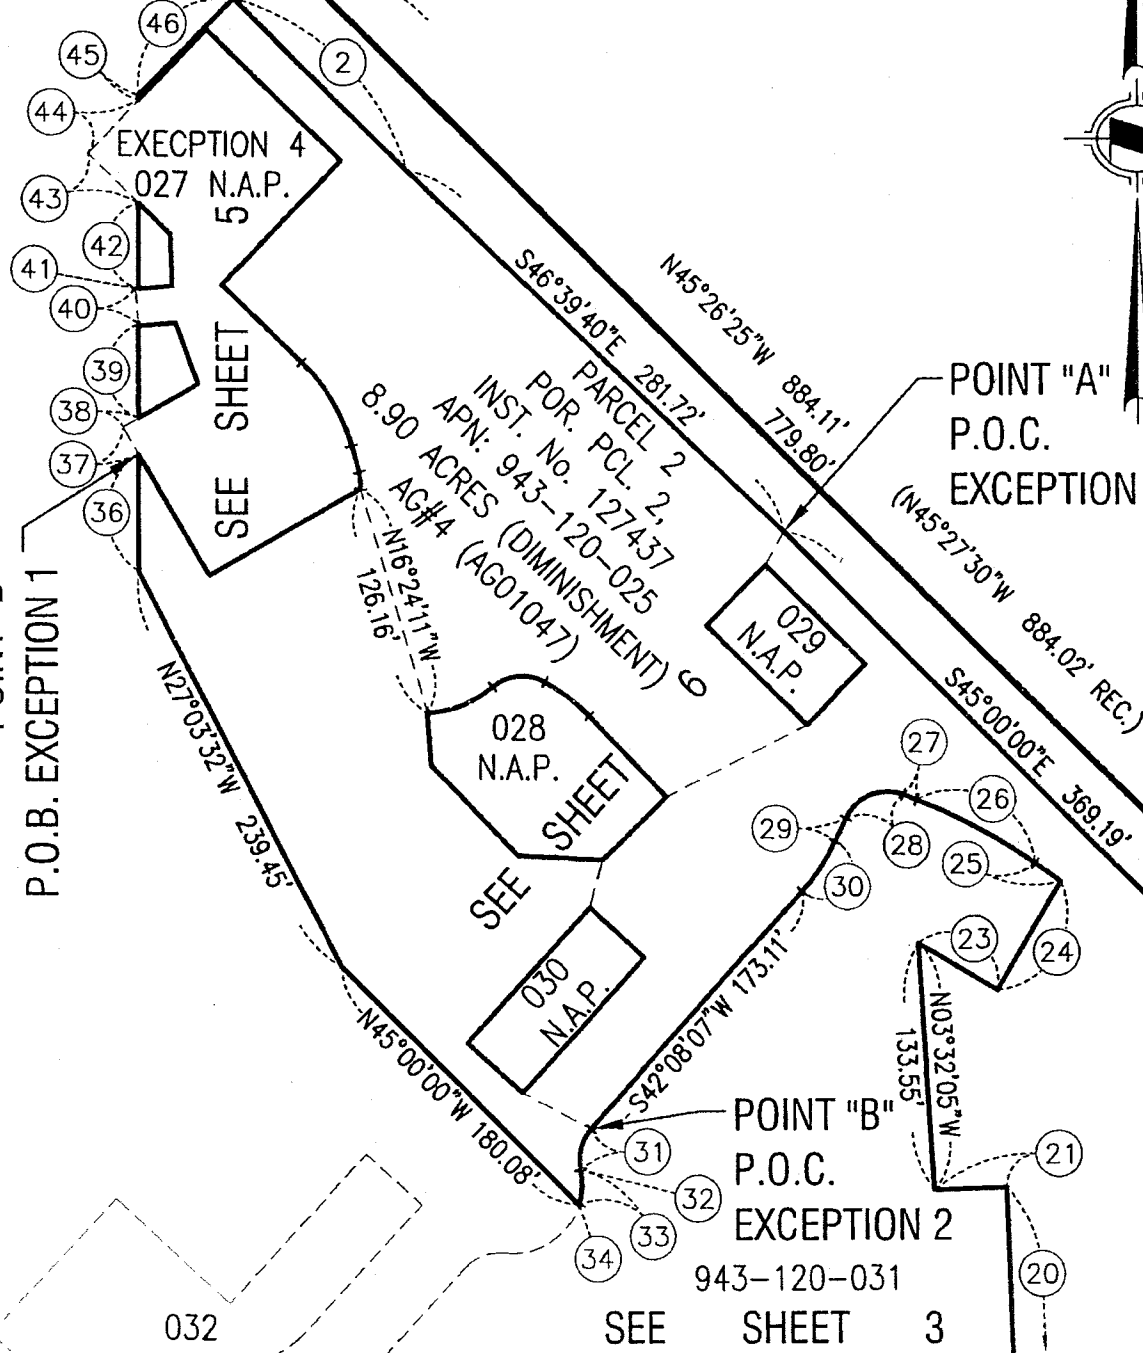 46
45
2
44
EXECPTION 4
027 N.A.P.
43
42
41
40
39
38
37
36
SEE SHEET 5
S46°39'40"E 281.72'
N45°26'25"W 884.11'
779.80'
POINT "A"
P.O.C.
EXCEPTION
(N45°27'30"W 884.02' REC.)
PARCEL 2
POR. PCL. 2,
INST. No. 127437
APN: 943-120-025
8.90 ACRES (DIMINISHMENT)
AG#4 (AG01047)
P.O.B. EXCEPTION 1
N16°24'11"W
126.16'
029
N.A.P.
S45°00'00"E 369.19'
N27°03'32"W 239.45'
028
N.A.P.
SEE SHEET 6
27
26
29
28
25
30
23
24
030
N.A.P.
S42°08'07"W 173.11'
N03°32'05"W
133.55'
N45°00'00"W 180.08'
POINT "B"
P.O.C.
EXCEPTION 2
31
32
33
34
21
20
943-120-031
SEE SHEET 3
032